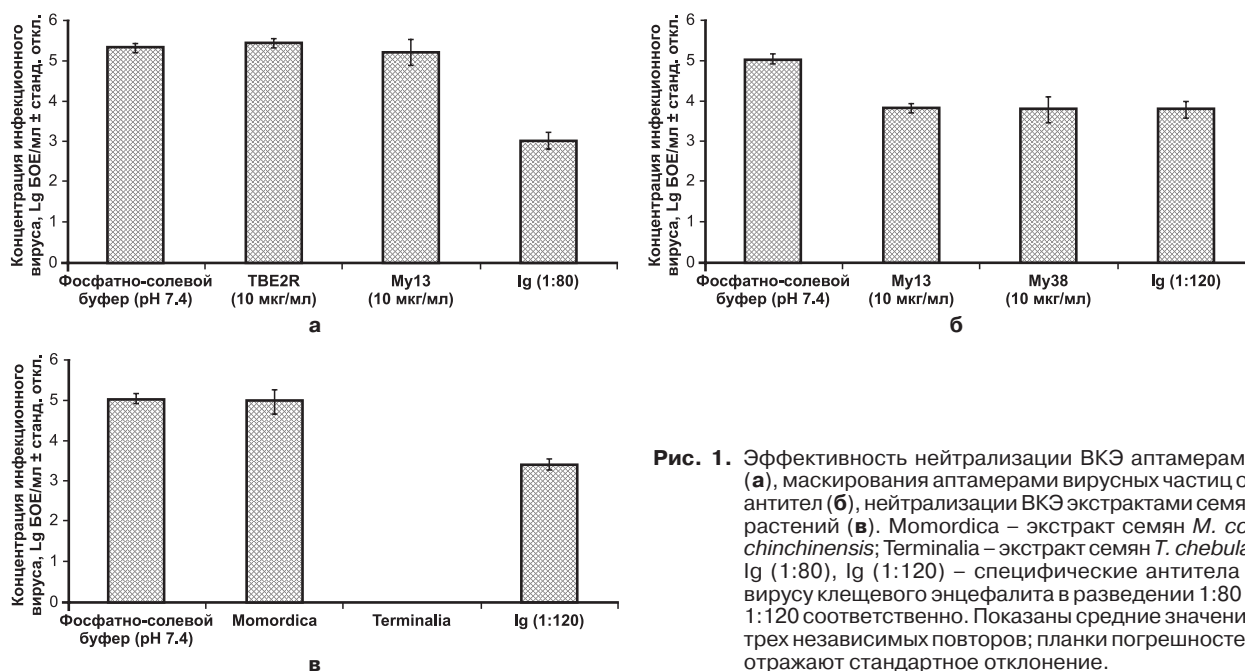 Концентрация инфекционного
вируса, Lg БОЕ/мл ± станд. откл.
6
5
4
3
2
1
0
Фосфатно-солевой
буфер (pH 7.4)
TBE2R
(10 мкг/мл)
My13
(10 мкг/мл)
Ig (1:80)
а
Концентрация инфекционного
вируса, Lg БОЕ/мл ± станд. откл.
6
5
4
3
2
1
0
Фосфатно-солевой
буфер (pH 7.4)
My13
(10 мкг/мл)
My38
(10 мкг/мл)
Ig (1:120)
б
Концентрация инфекционного
вируса, Lg БОЕ/мл ± станд. откл.
6
5
4
3
2
1
0
Фосфатно-солевой
буфер (pH 7.4)
Momordica
Terminalia
Ig (1:120)
в
Рис. 1. Эффективность нейтрализации ВКЭ аптамерам
(а), маскирования аптамерами вирусных частиц о
антител (б), нейтрализации ВКЭ экстрактами семя
растений (в). Momordica – экстракт семян M. co
chinchinensis; Terminalia – экстракт семян T. chebula
Ig (1:80), Ig (1:120) – специфические антитела
вирусу клещевого энцефалита в разведении 1:80
1:120 соответственно. Показаны средние значени
трех независимых повторов; планки погрешносте
отражают стандартное отклонение.